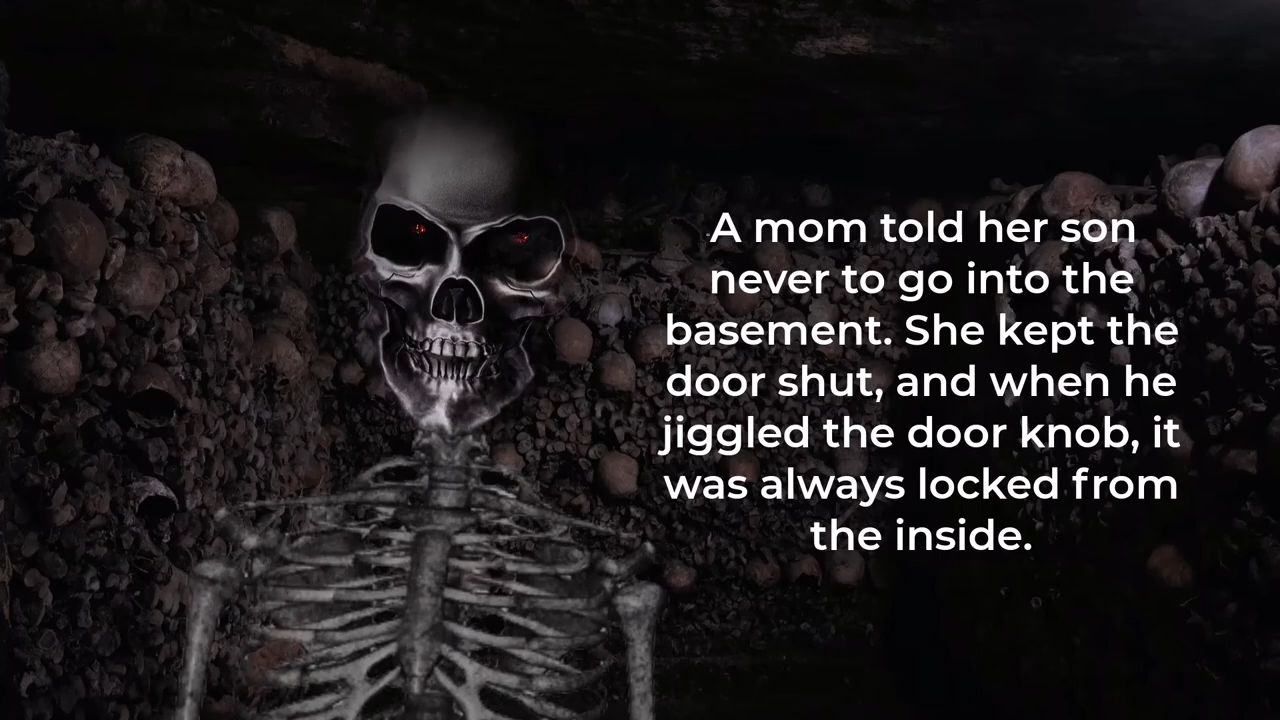 A mom told her son
never to go into the
basement. She kept the
door shut, and when he
jiggled the door knob, it
was always locked from
the inside.